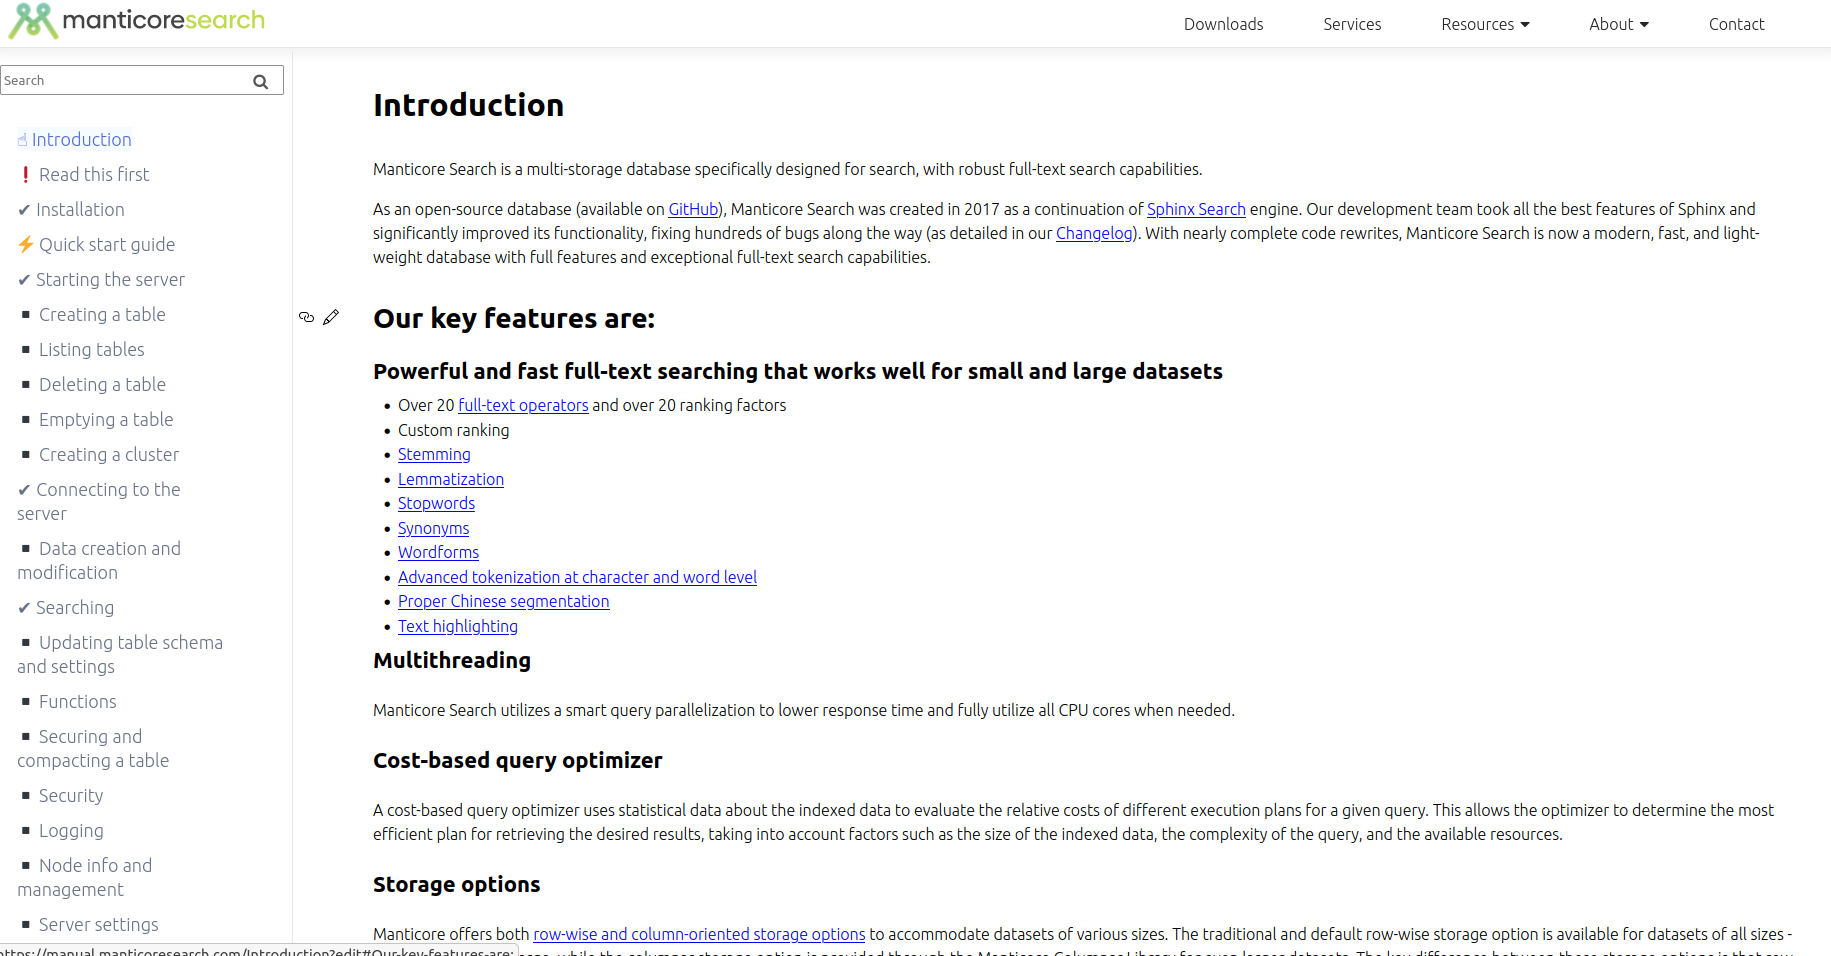 manticoresearch
Downloads
Services
Resources
About
Contact
Search
Introduction
Read this first
Installation
Quick start guide
Starting the server
Creating a table
Listing tables
Deleting a table
Emptying a table
Creating a cluster
Connecting to the
server
Data creation and
modification
Searching
Updating table schema
and settings
Functions
Securing and
compacting a table
Security
Logging
Node info and
management
Server settings
Introduction
Manticore Search is a multi-storage database specifically designed for search, with robust full-text search capabilities.
As an open-source database (available on GitHub), Manticore Search was created in 2017 as a continuation of Sphinx Search engine. Our development team took all the best features of Sphinx and
significantly improved its functionality, fixing hundreds of bugs along the way (as detailed in our Changelog). With nearly complete code rewrites, Manticore Search is now a modern, fast, and light-
weight database with full features and exceptional full-text search capabilities.
Our key features are:
Powerful and fast full-text searching that works well for small and large datasets
Over 20 full-text operators and over 20 ranking factors
Custom ranking
Stemming
Lemmatization
Stopwords
Synonyms
Wordforms
Advanced tokenization at character and word level
Proper Chinese segmentation
Text highlighting
Multithreading
Manticore Search utilizes a smart query parallelization to lower response time and fully utilize all CPU cores when needed.
Cost-based query optimizer
A cost-based query optimizer uses statistical data about the indexed data to evaluate the relative costs of different execution plans for a given query. This allows the optimizer to determine the most
efficient plan for retrieving the desired results, taking into account factors such as the size of the indexed data, the complexity of the query, and the available resources.
Storage options
Manticore offers both row-wise and column-oriented storage options to accommodate datasets of various sizes. The traditional and default row-wise storage option is available for datasets of all sizes -